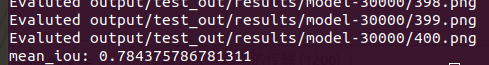 Evaluted output/test_out/results/model-30000/398.png
Evaluted output/test_out/results/model-30000/399.png
Evaluted output/test_out/results/model-30000/400.png
mean_iou: 0.784375786781311